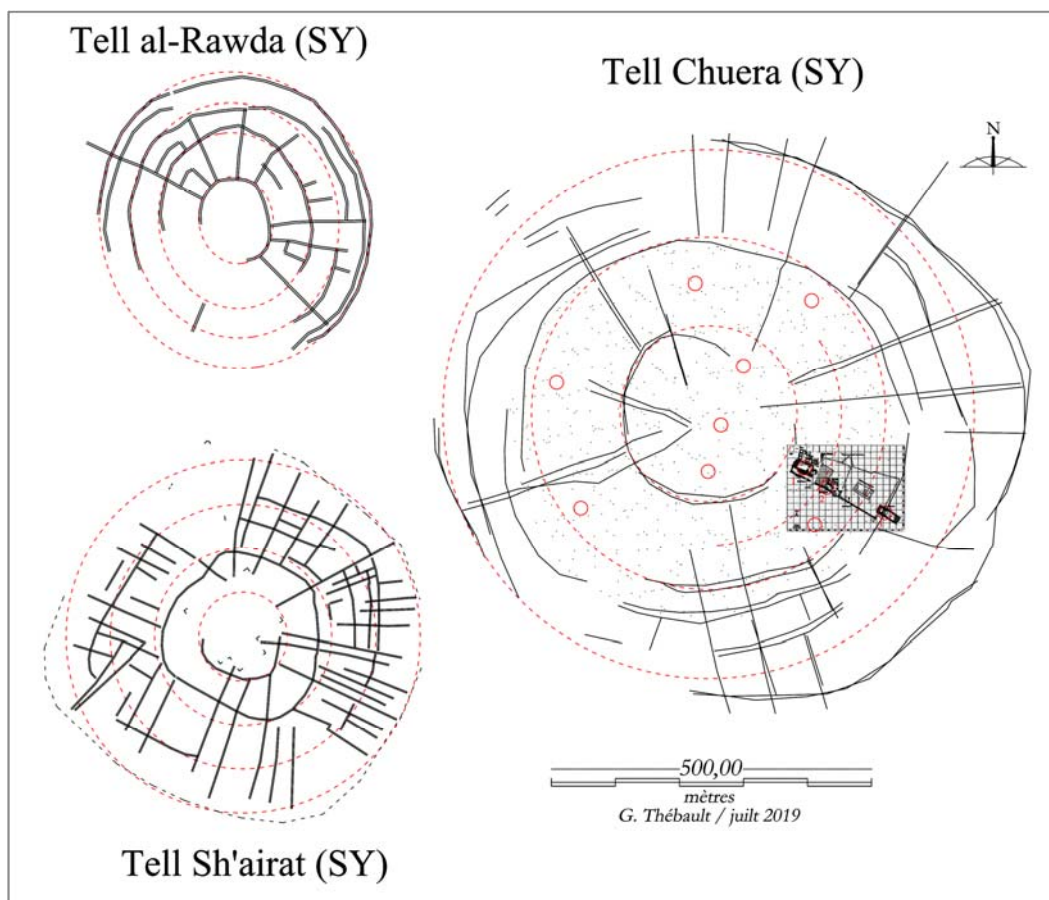 Tell al-Rawda (SY)
Tell Chuera (SY)
N
500,00
mètres
G. Thébault / juilt 2019
Tell Sh'airat (SY)